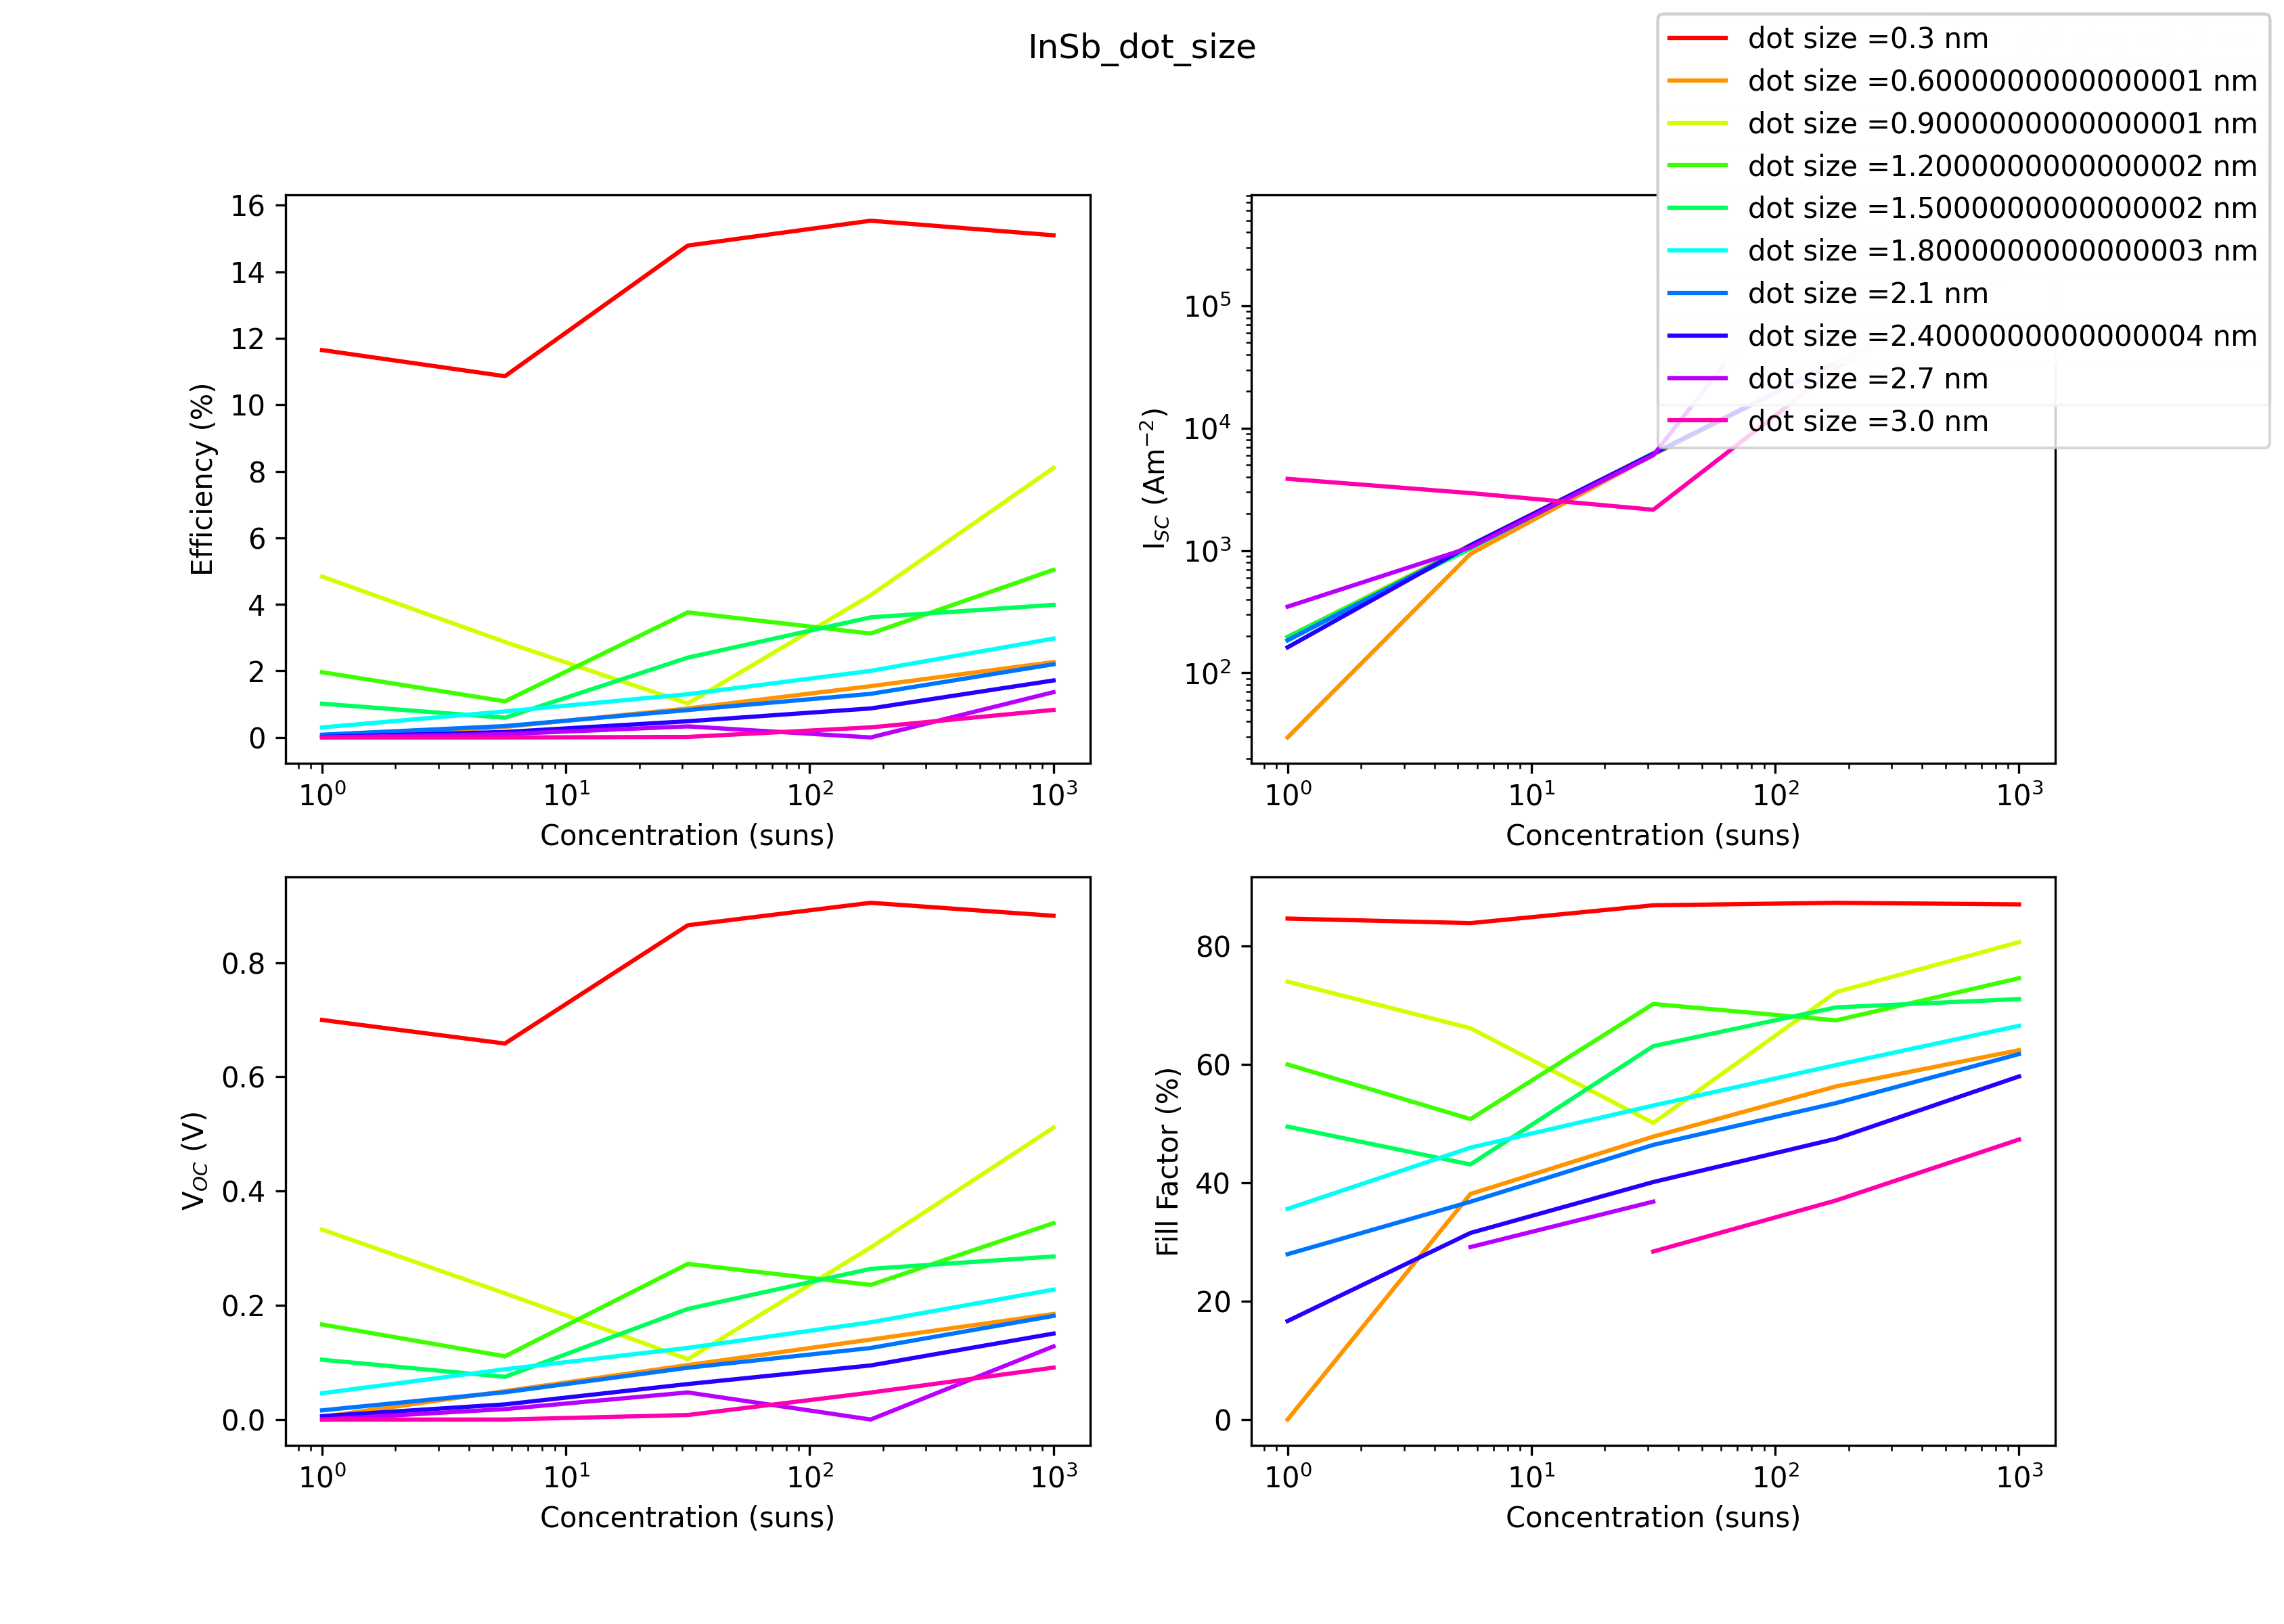 InSb_dot_size
dot size =0.3 nm
dot size =0.6000000000000001 nm
dot size =0.9000000000000001 nm
dot size =1.2000000000000002 nm
dot size =1.5000000000000002 nm
dot size =1.8000000000000003 nm
dot size =2.1 nm
dot size =2.4000000000000004 nm
dot size =2.7 nm
dot size =3.0 nm
Efficiency (%)
16
14
12
10
8
6
4
2
0
10⁰ 10¹ 10² 10³
Concentration (suns)
I_SC (Am⁻²)
10⁵
10⁴
10³
10²
10⁰ 10¹ 10² 10³
Concentration (suns)
V_OC (V)
0.8
0.6
0.4
0.2
0.0
10⁰ 10¹ 10² 10³
Concentration (suns)
Fill Factor (%)
80
60
40
20
0
10⁰ 10¹ 10² 10³
Concentration (suns)